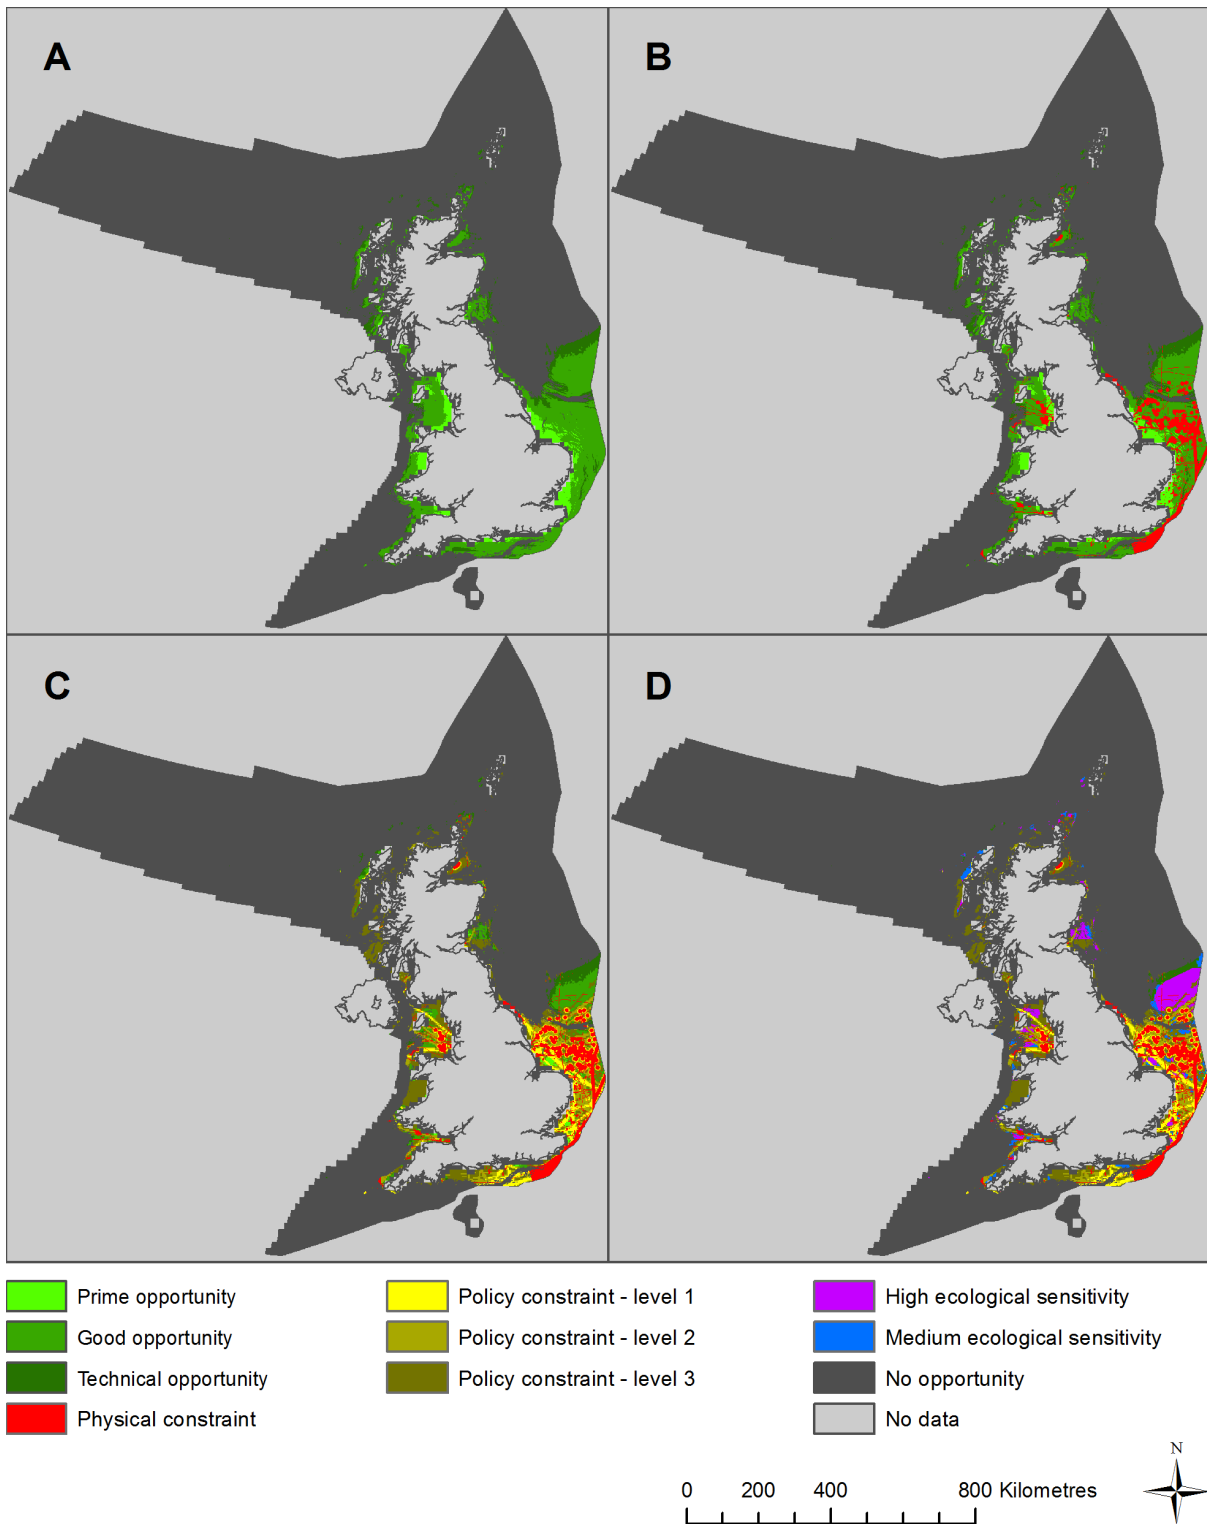 A
B
C
D
Prime opportunity
Good opportunity
Technical opportunity
Physical constraint
Policy constraint - level 1
Policy constraint - level 2
Policy constraint - level 3
High ecological sensitivity
Medium ecological sensitivity
No opportunity
No data
N
0 200 400 800 Kilometres